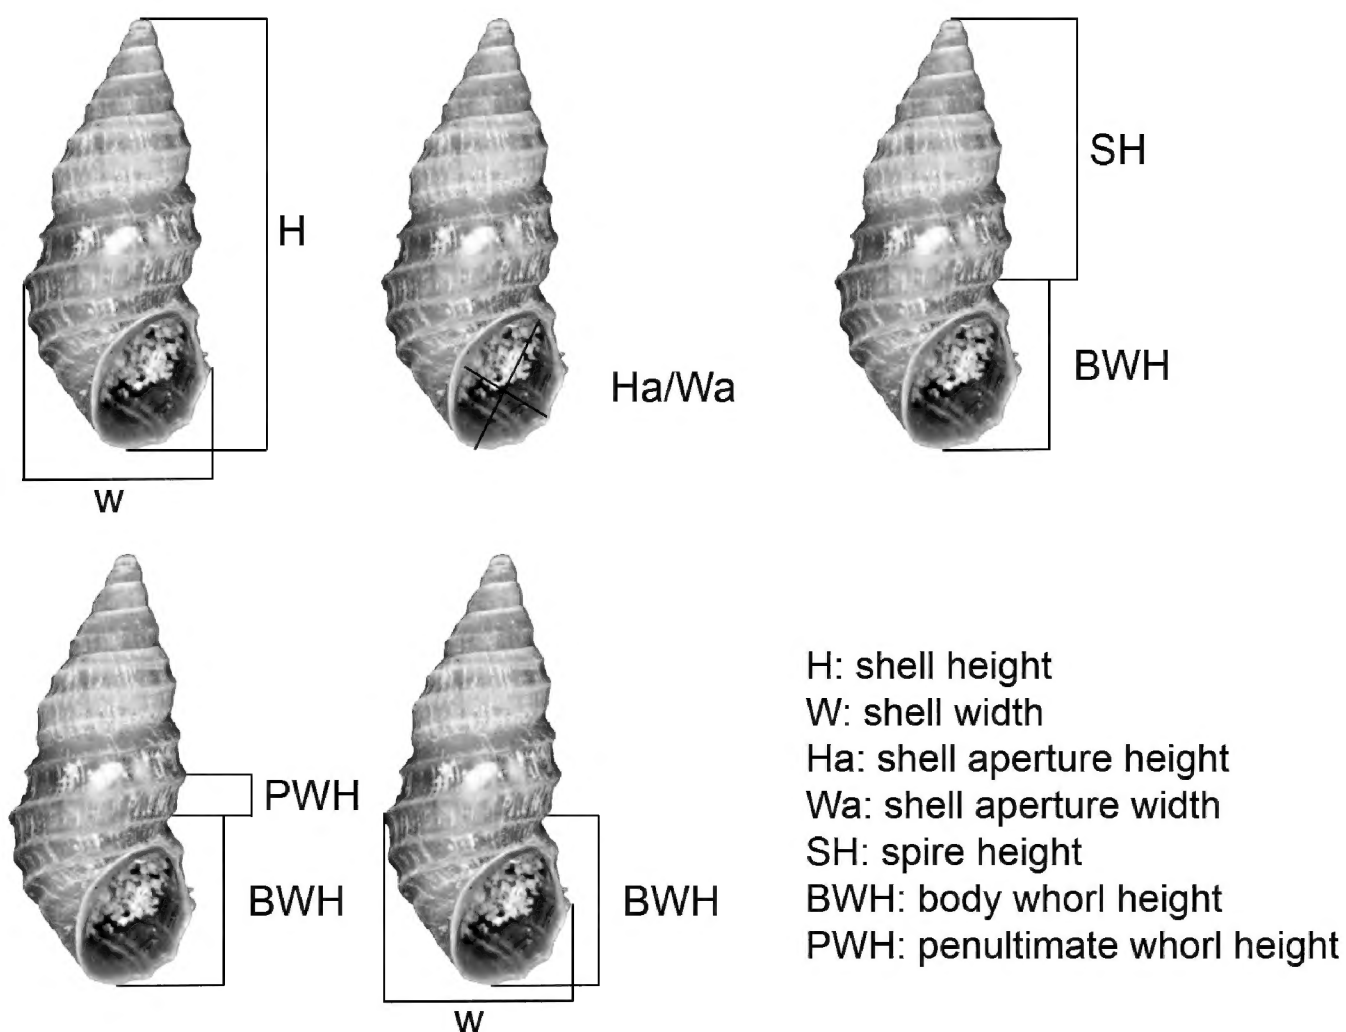 H
W
Ha/Wa
SH
BWH
PWH
BWH
BWH
W
H: shell height
W: shell width
Ha: shell aperture height
Wa: shell aperture width
SH: spire height
BWH: body whorl height
PWH: penultimate whorl height